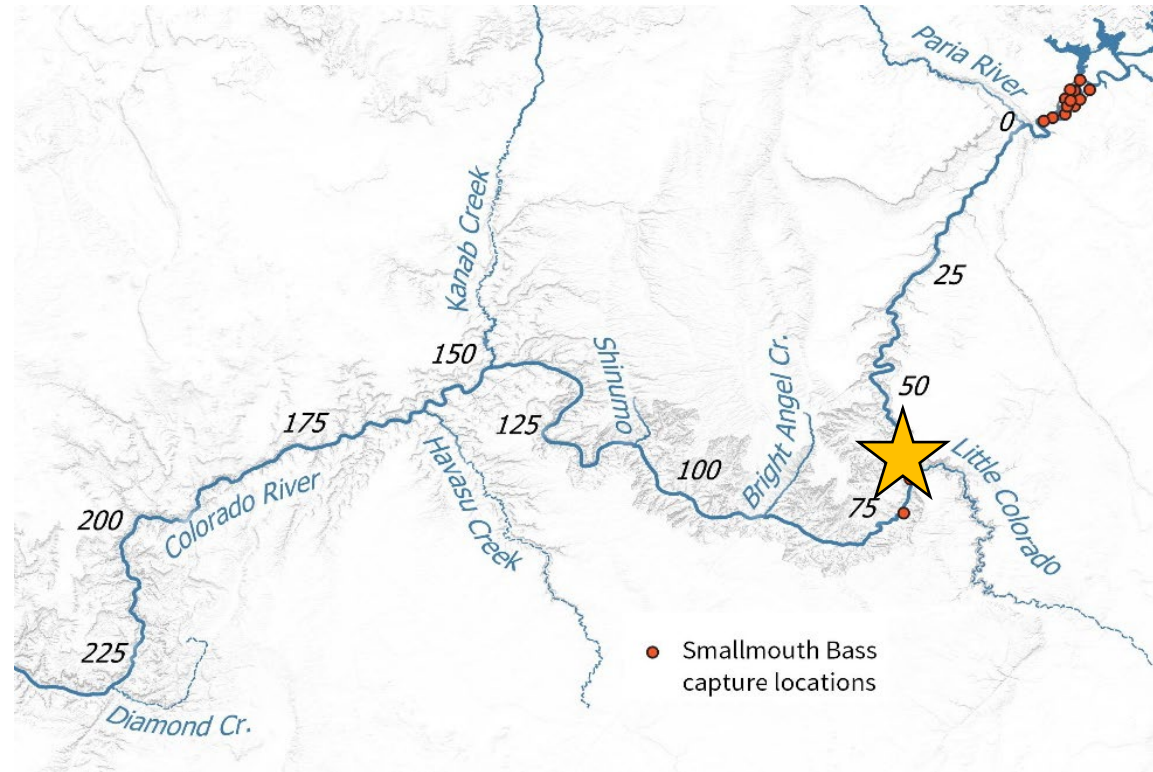 Paria River
0
Kanab Creek
25
150
Shinumo
Bright Angel Cr.
50
175
125
Havasu Creek
100
Little Colorado
75
200
Colorado River
225
Smallmouth Bass
capture locations
Diamond Cr.